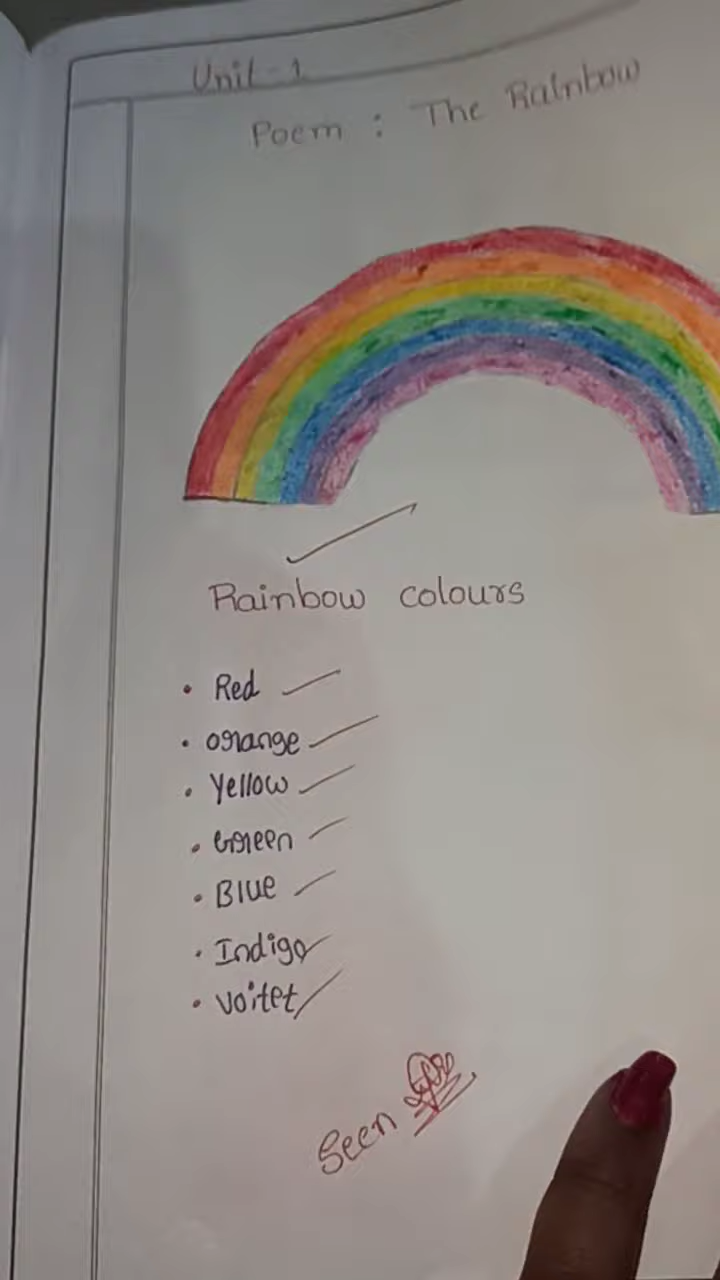 Unit-1
Poem : The Rainbow
Rainbow colours
• Red
• orange
• Yellow
• Green
• Blue
• Indigo
• Voitet
Seen